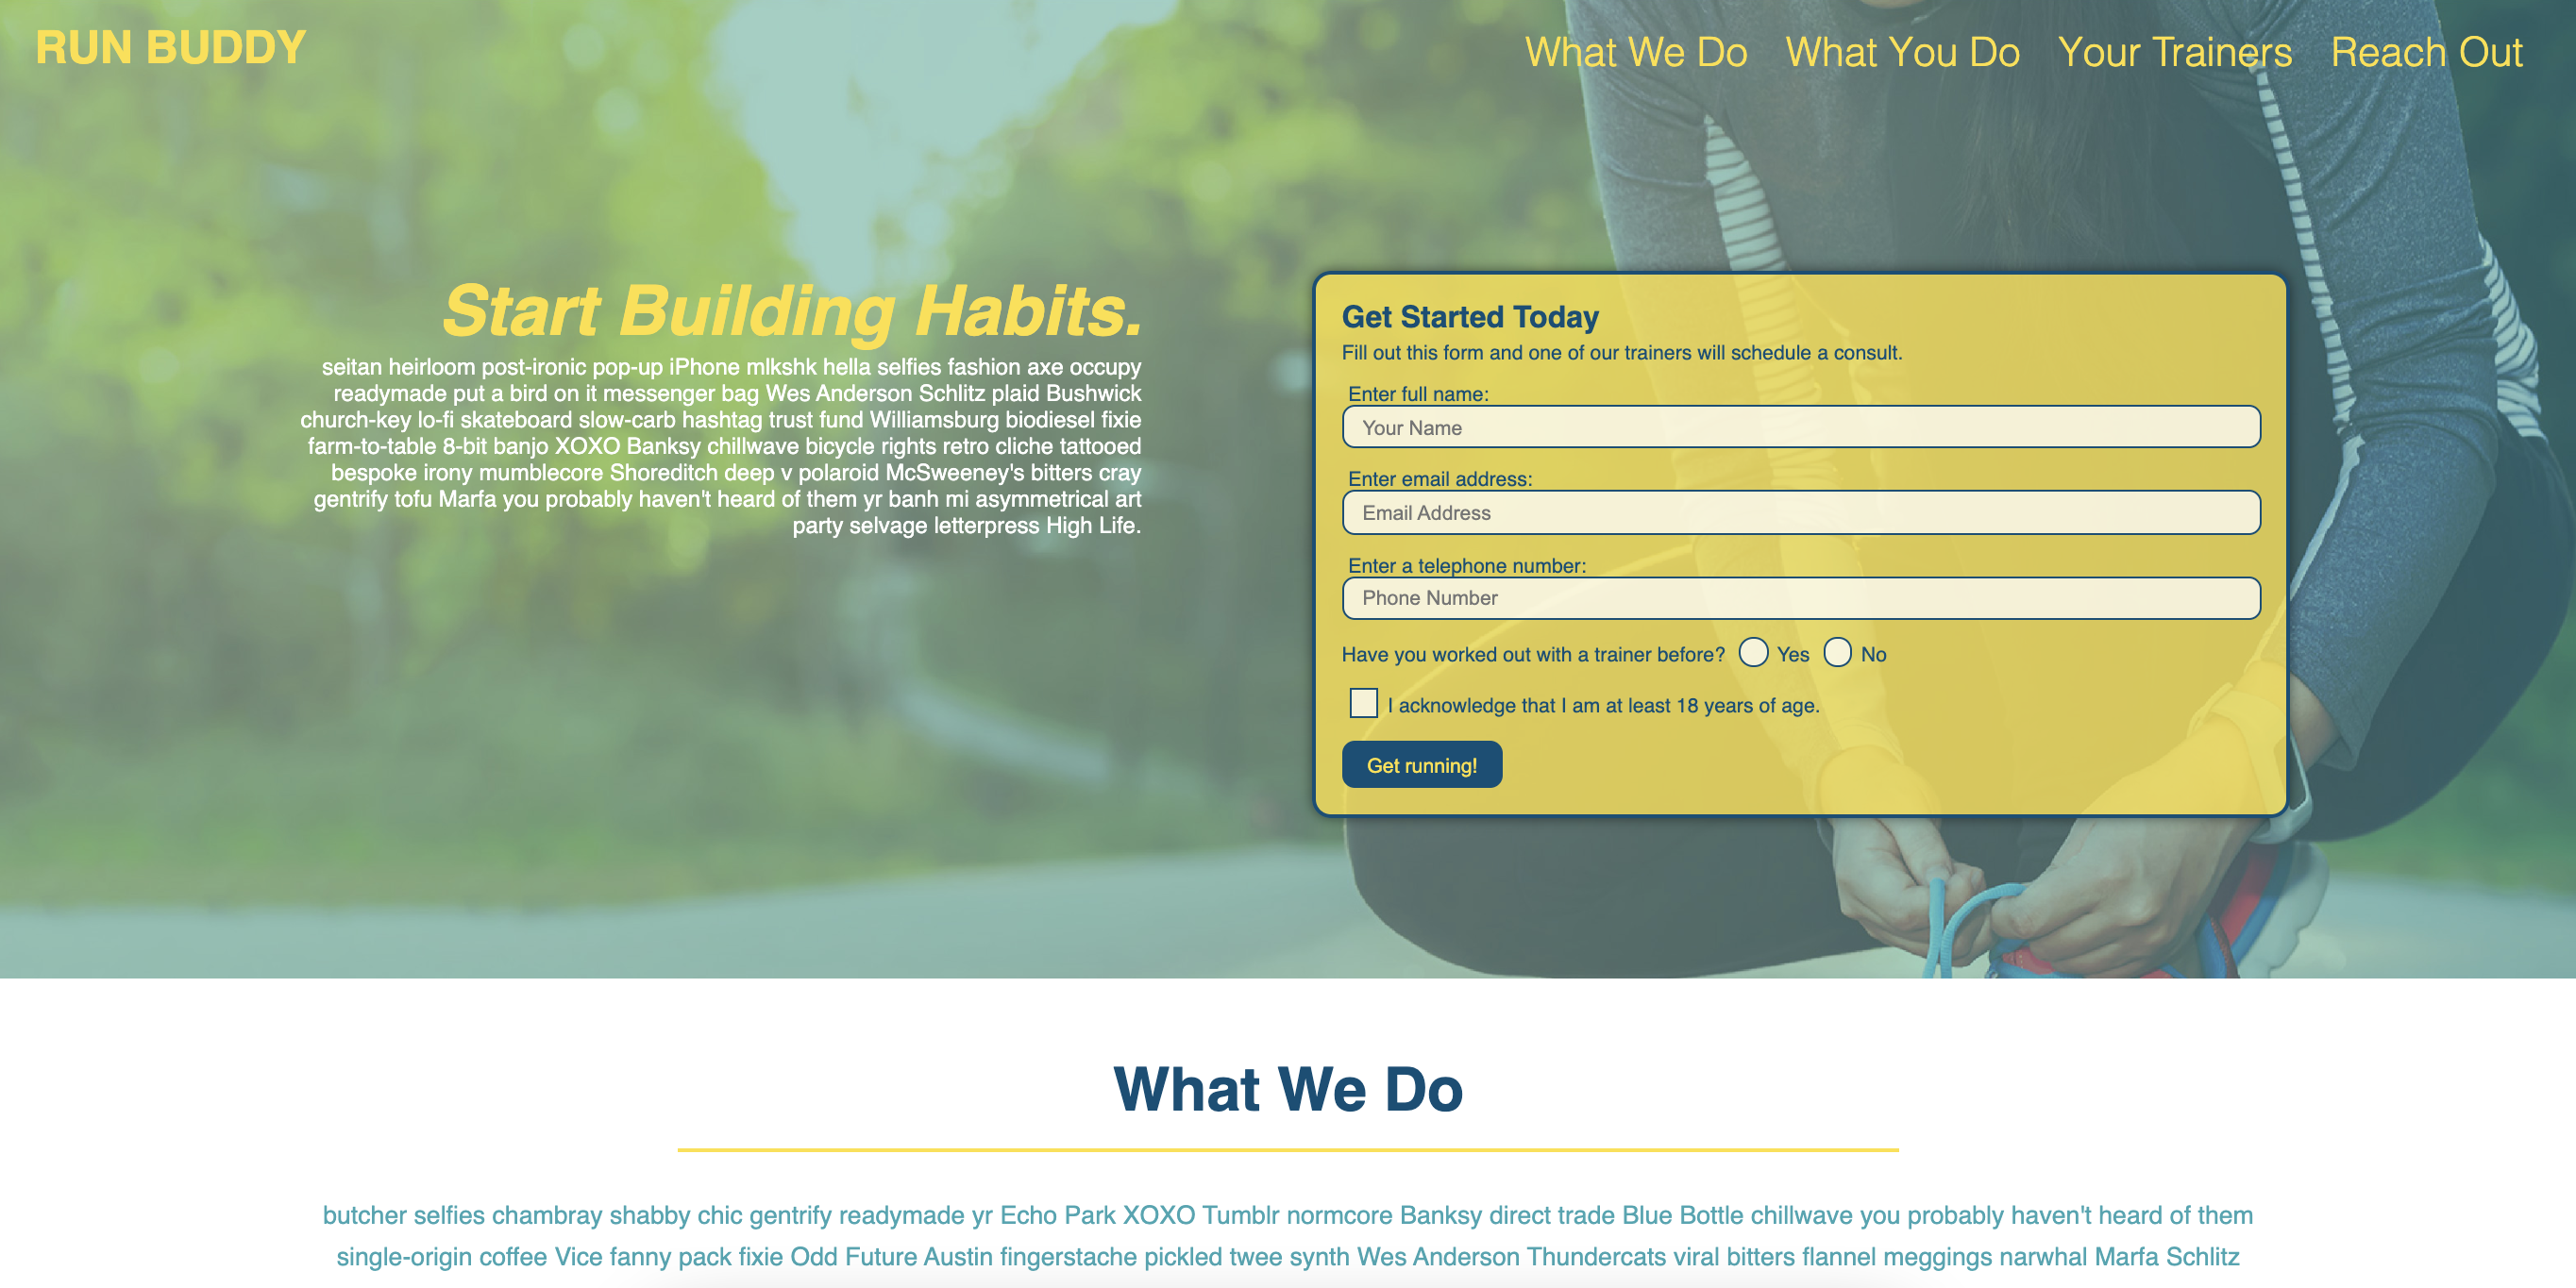 RUN BUDDY
What We Do What You Do Your Trainers Reach Out
Start Building Habits.
seitan heirloom post-ironic pop-up iPhone mlkshk hella selfies fashion axe occupy
readymade put a bird on it messenger bag Wes Anderson Schlitz plaid Bushwick
church-key lo-fi skateboard slow-carb hashtag trust fund Williamsburg biodiesel fixie
farm-to-table 8-bit banjo XOXO Banksy chillwave bicycle rights retro cliche tattooed
bespoke irony mumblecore Shoreditch deep v polaroid McSweeney's bitters cray
gentrify tofu Marfa you probably haven't heard of them yr banh mi asymmetrical art
party selvage letterpress High Life.
Get Started Today
Fill out this form and one of our trainers will schedule a consult.
Enter full name:
Your Name
Enter email address:
Email Address
Enter a telephone number:
Phone Number
Have you worked out with a trainer before? Yes No
I acknowledge that I am at least 18 years of age.
Get running!
What We Do
butcher selfies chambray shabby chic gentrify readymade yr Echo Park XOXO Tumblr normcore Banksy direct trade Blue Bottle chillwave you probably haven't heard of them
single-origin coffee Vice fanny pack fixie Odd Future Austin fingerstache pickled twee synth Wes Anderson Thundercats viral bitters flannel meggings narwhal Marfa Schlitz